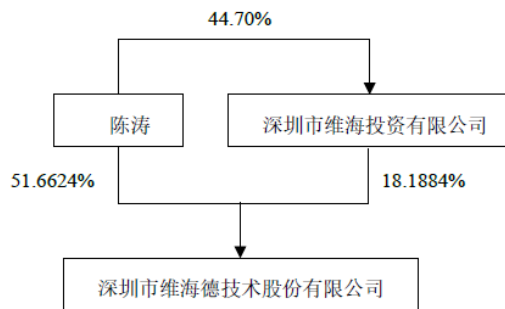 44.70%
陈涛
深圳市维海投资有限公司
51.6624%
18.1884%
深圳市维海德技术股份有限公司